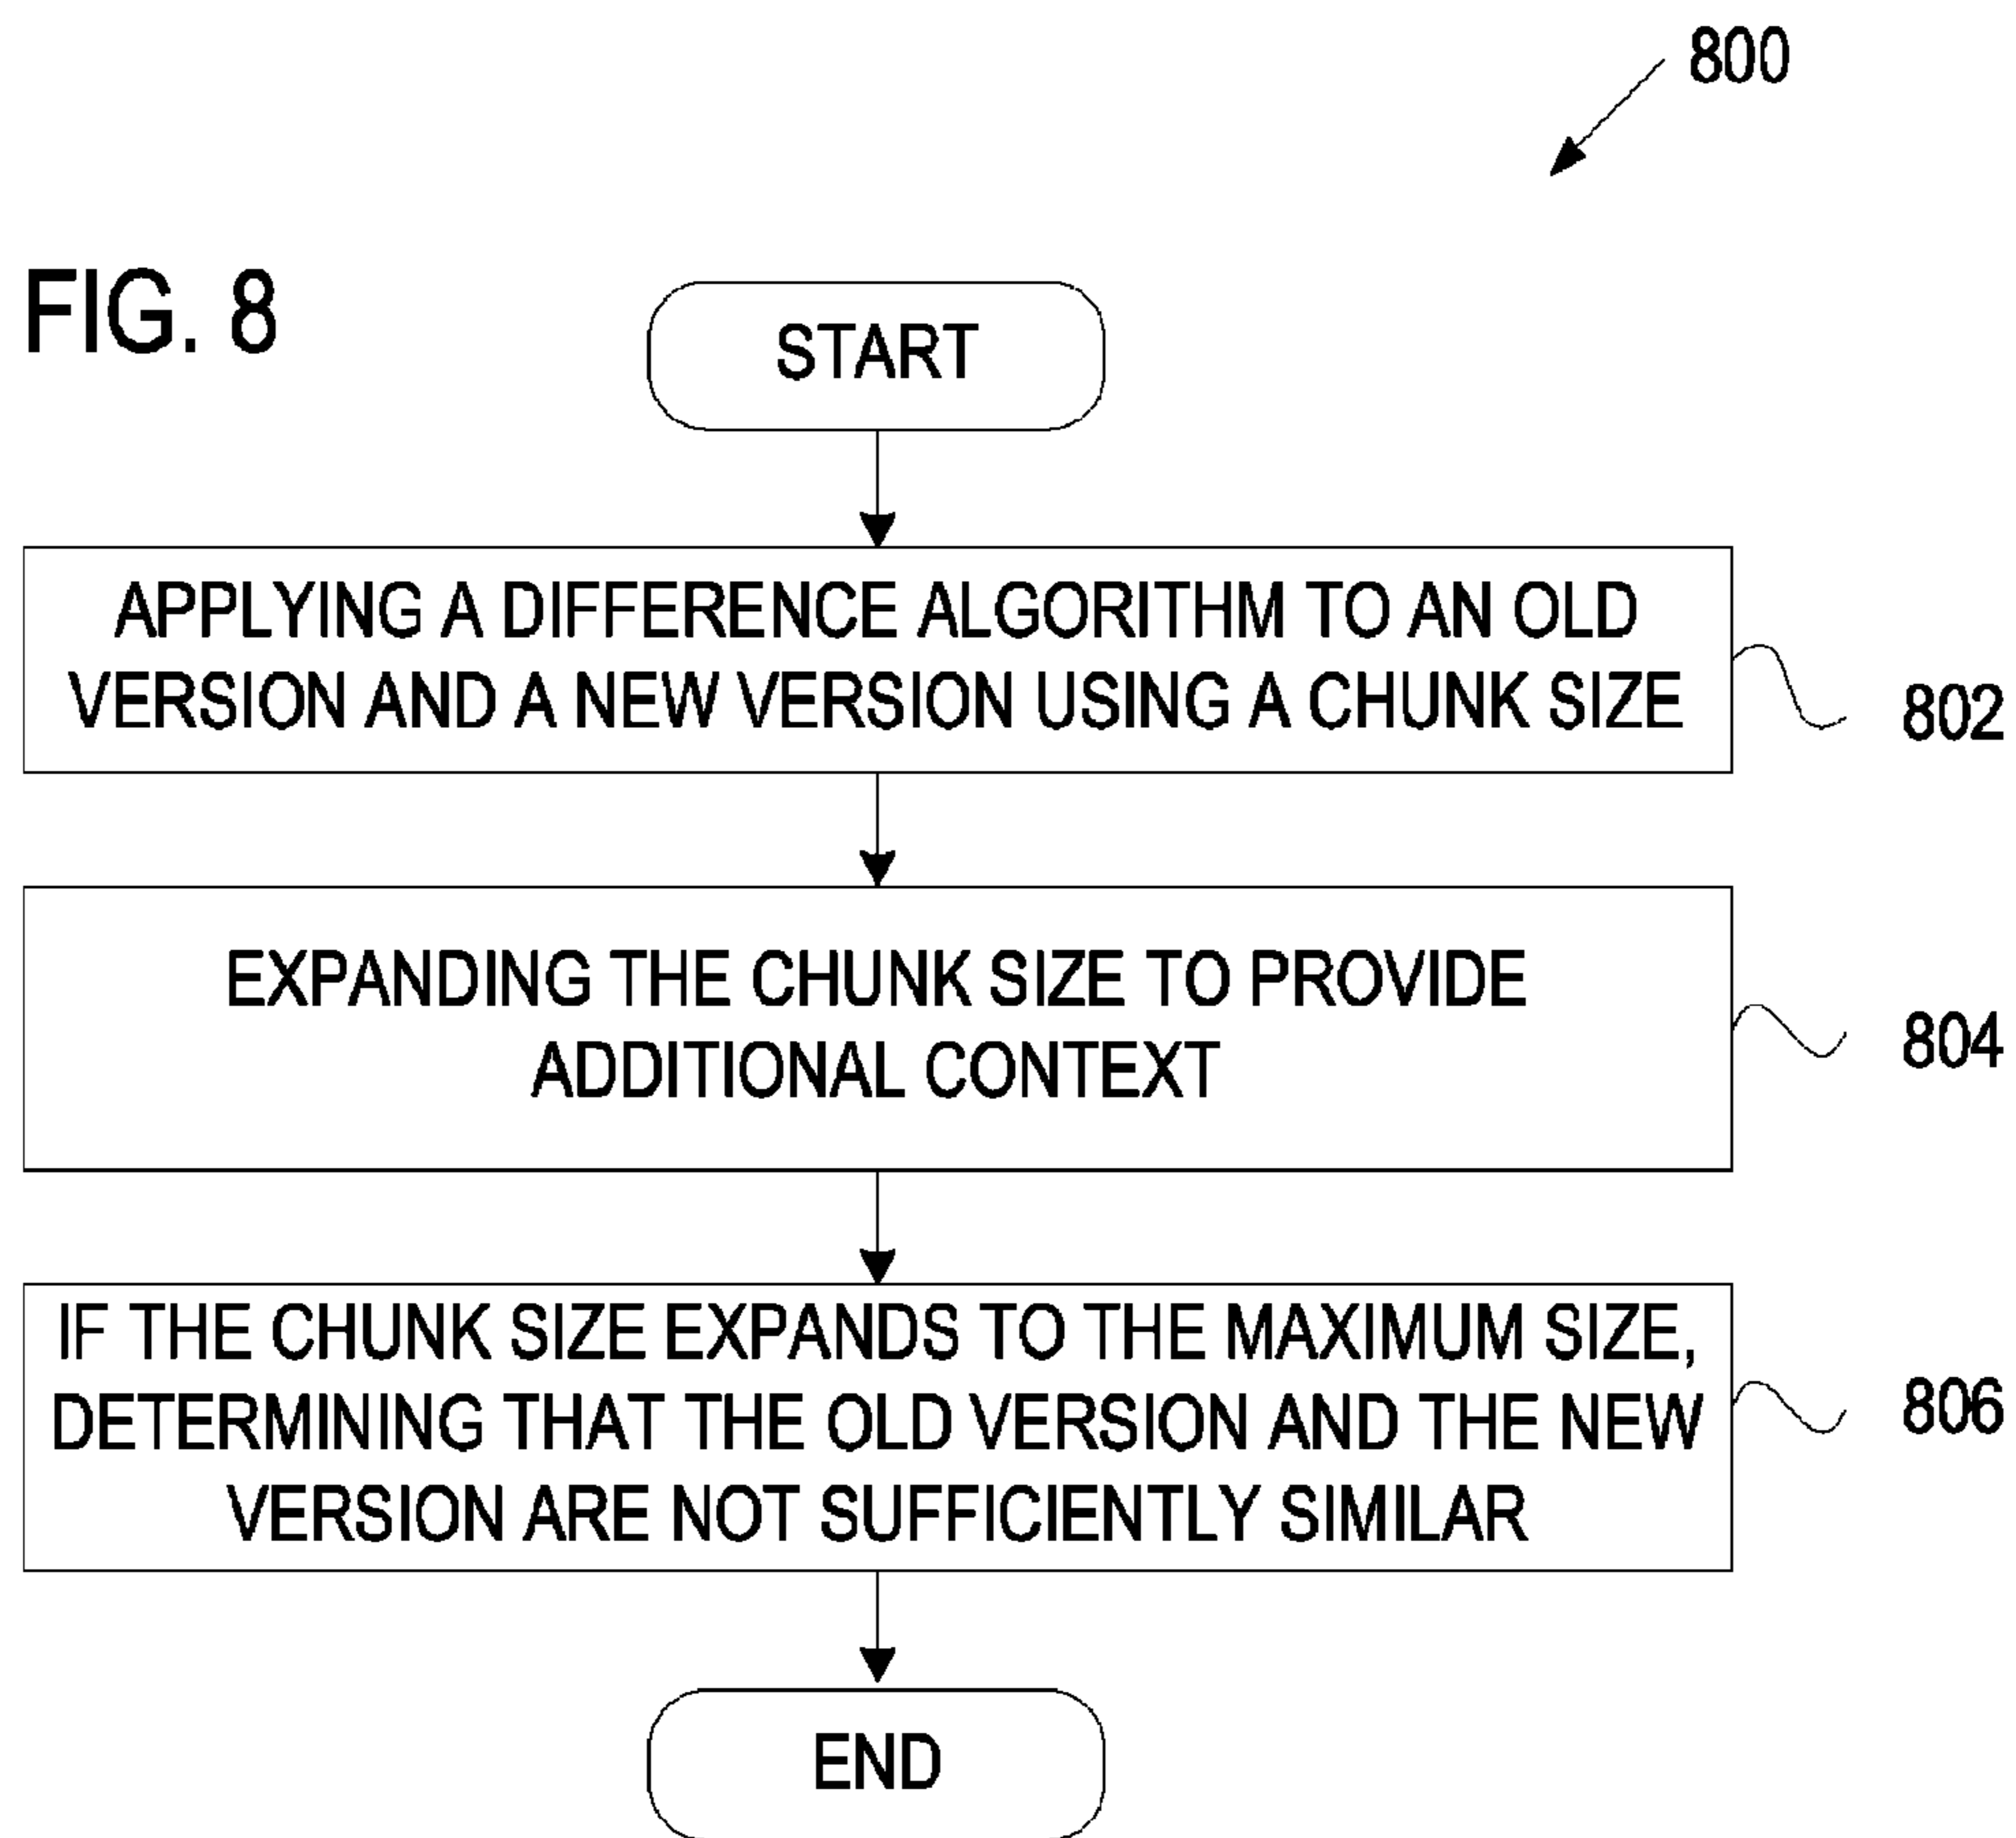 800
FIG. 8
START
APPLYING A DIFFERENCE ALGORITHM TO AN OLD
VERSION AND A NEW VERSION USING A CHUNK SIZE
802
EXPANDING THE CHUNK SIZE TO PROVIDE
ADDITIONAL CONTEXT
804
IF THE CHUNK SIZE EXPANDS TO THE MAXIMUM SIZE,
DETERMINING THAT THE OLD VERSION AND THE NEW
VERSION ARE NOT SUFFICIENTLY SIMILAR
806
END